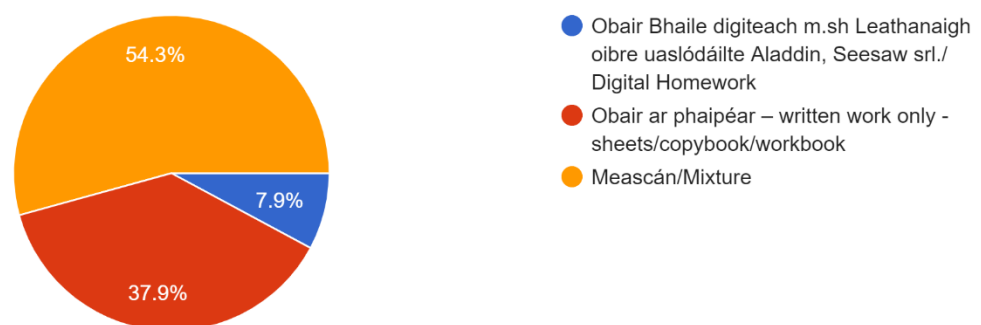 54.3%
7.9%
37.9%
Obair Bhaile digiteach m.sh Leathanaigh
oibre uaslódáilte Aladdin, Seesaw srl./
Digital Homework
Obair ar phaipéar – written work only -
sheets/copybook/workbook
Meascán/Mixture